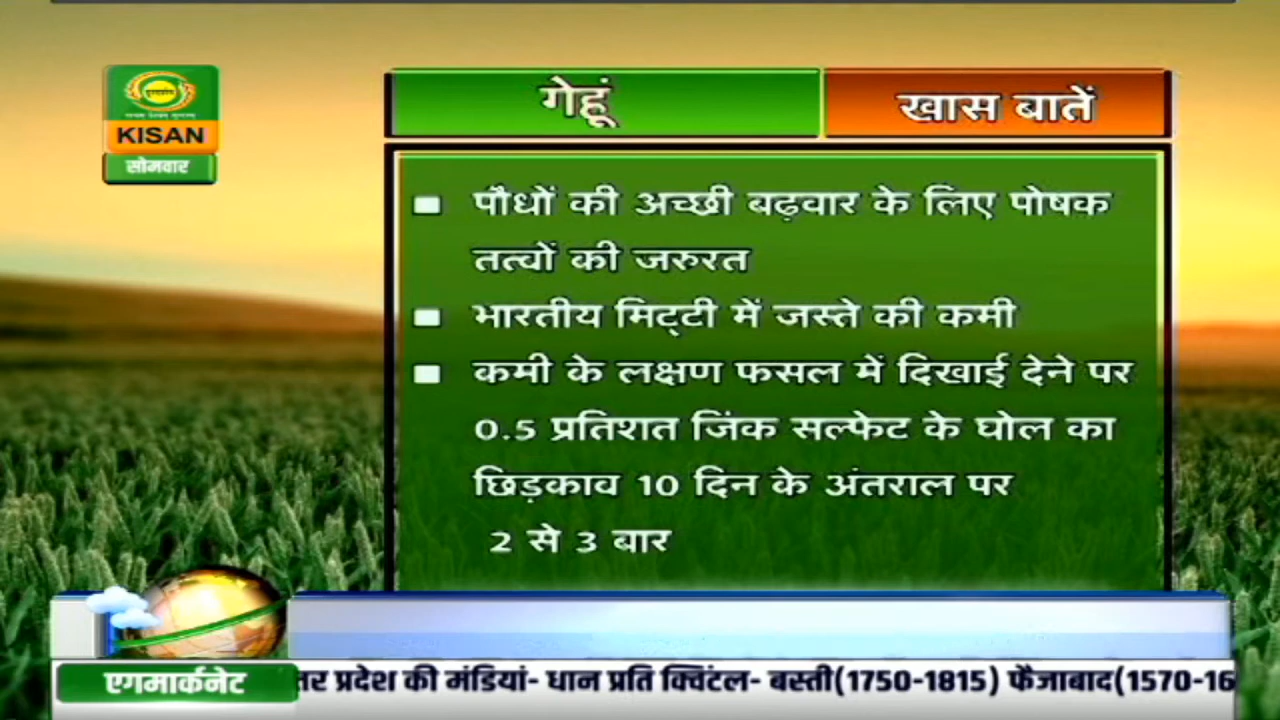 गेहूं
खास बातें
KISAN
सोमवार
पौधों की अच्छी बढ़वार के लिए पोषक
तत्वों की जरुरत
भारतीय मिट्टी में जस्ते की कमी
कमी के लक्षण फसल में दिखाई देने पर
0.5 प्रतिशत जिंक सल्फेट के घोल का
छिड़काव 10 दिन के अंतराल पर
2 से 3 बार
एगमार्कनेट
प्रदेश की मंडियां- धान प्रति क्विंटल- बस्ती(1750-1815) फैजाबाद(1570-16